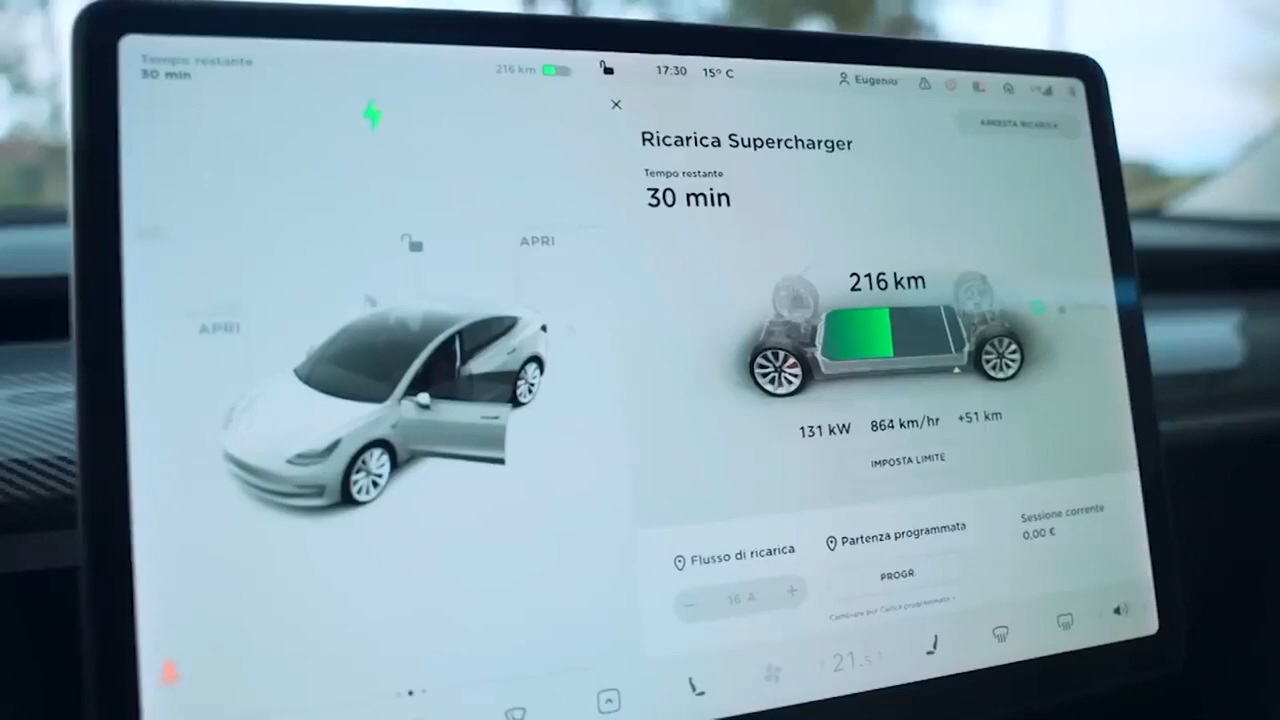 Tempo restante
30 min
216 km
17:30 15° C
Eugenio
ARRESTA RICARICA
Ricarica Supercharger
Tempo restante
30 min
APRI
APRI
216 km
131 kW 864 km/hr +51 km
IMPOSTA LIMITE
Flusso di ricarica
16 A
Partenza programmata
PROGR.
Sessione corrente
0,00 €
21.5